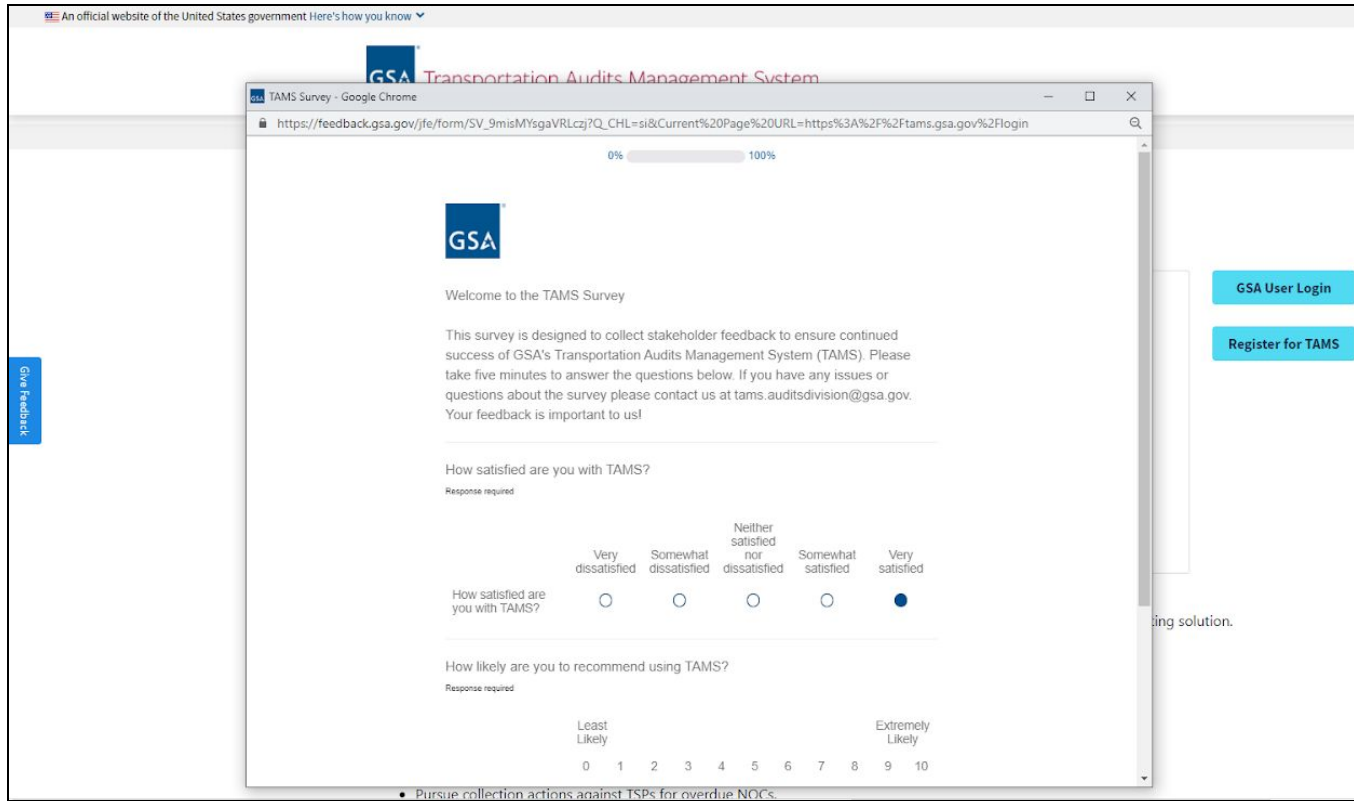 An official website of the United States government Here's how you know
GSA
Transportation Audits Management System
TAMS Survey - Google Chrome
https://feedback.gsa.gov/jfe/form/SV_9misMYsgaVRLczj?Q_CHL=si&Current%20Page%20URL=https%3A%2F%2Ftams.gsa.gov%2Flogin
0% 100%
GSA
Welcome to the TAMS Survey
This survey is designed to collect stakeholder feedback to ensure continued
success of GSA's Transportation Audits Management System (TAMS). Please
take five minutes to answer the questions below. If you have any issues or
questions about the survey please contact us at tams.auditsdivision@gsa.gov.
Your feedback is important to us!
How satisfied are you with TAMS?
Response required
Very dissatisfied
Somewhat dissatisfied
Neither satisfied nor dissatisfied
Somewhat satisfied
Very satisfied
How satisfied are
you with TAMS?
How likely are you to recommend using TAMS?
Response required
Least Likely
Extremely Likely
0 1 2 3 4 5 6 7 8 9 10
GSA User Login
Register for TAMS
Give Feedback
ing solution.
Pursue collection actions against TSPs for overdue NOCs.